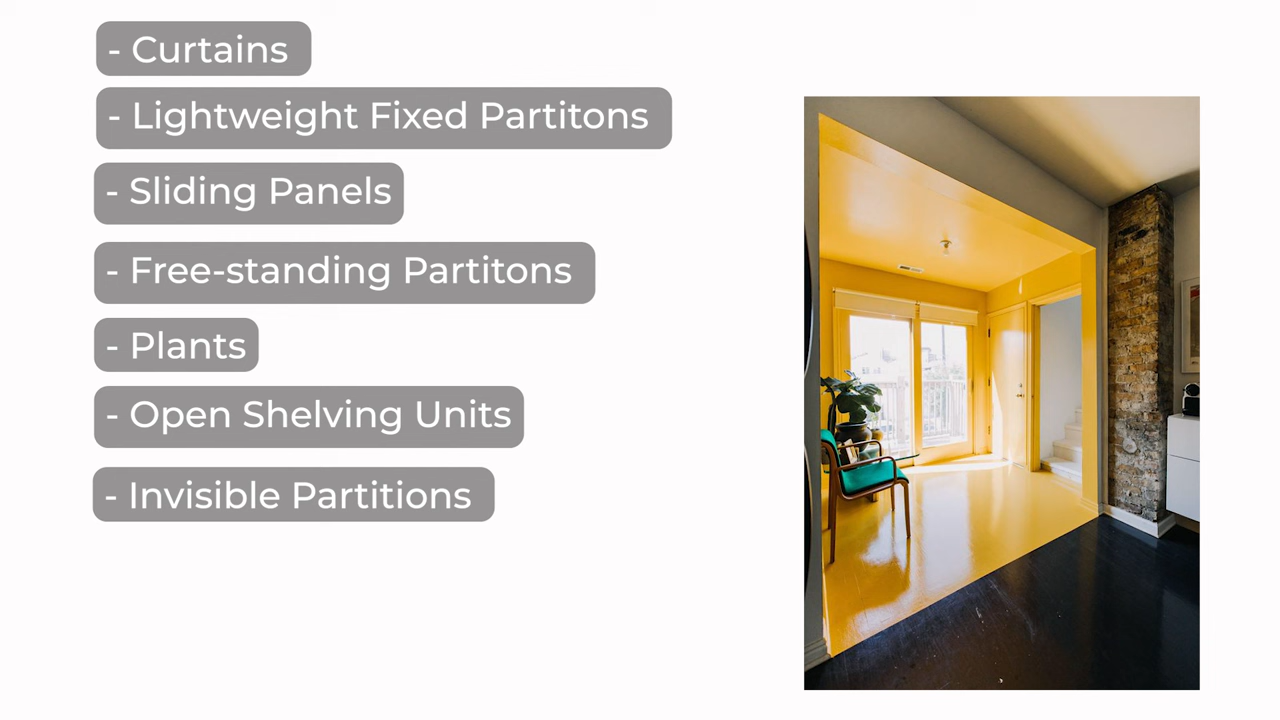 - Curtains
- Lightweight Fixed Partitons
- Sliding Panels
- Free-standing Partitons
- Plants
- Open Shelving Units
- Invisible Partitions